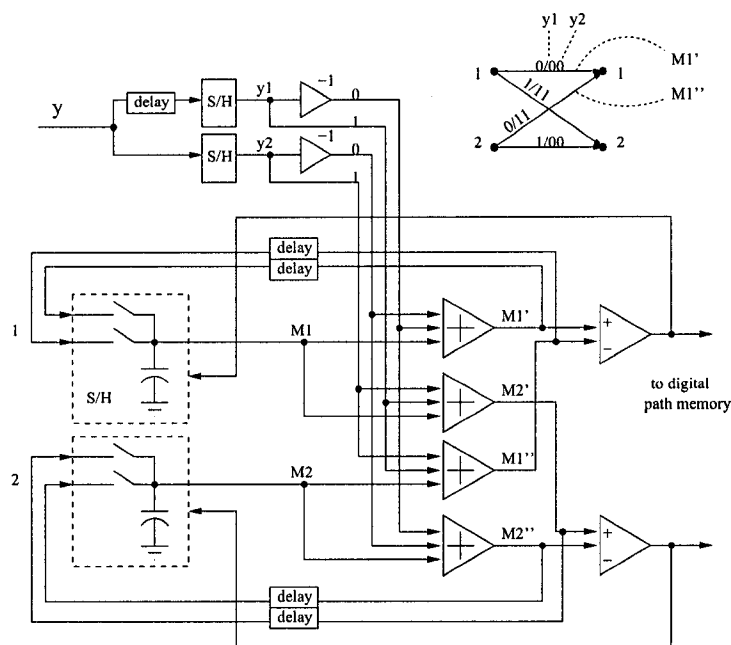 y1
y2
0/00
1
1
M1'
1/11
M1''
0/11
2
1/00
2
y
delay
S/H
y1
−1
0
1
S/H
y2
−1
0
1
delay
delay
1
S/H
M1
M1'
+
−
M2'
to digital
path memory
M1''
2
M2
M2''
+
−
delay
delay